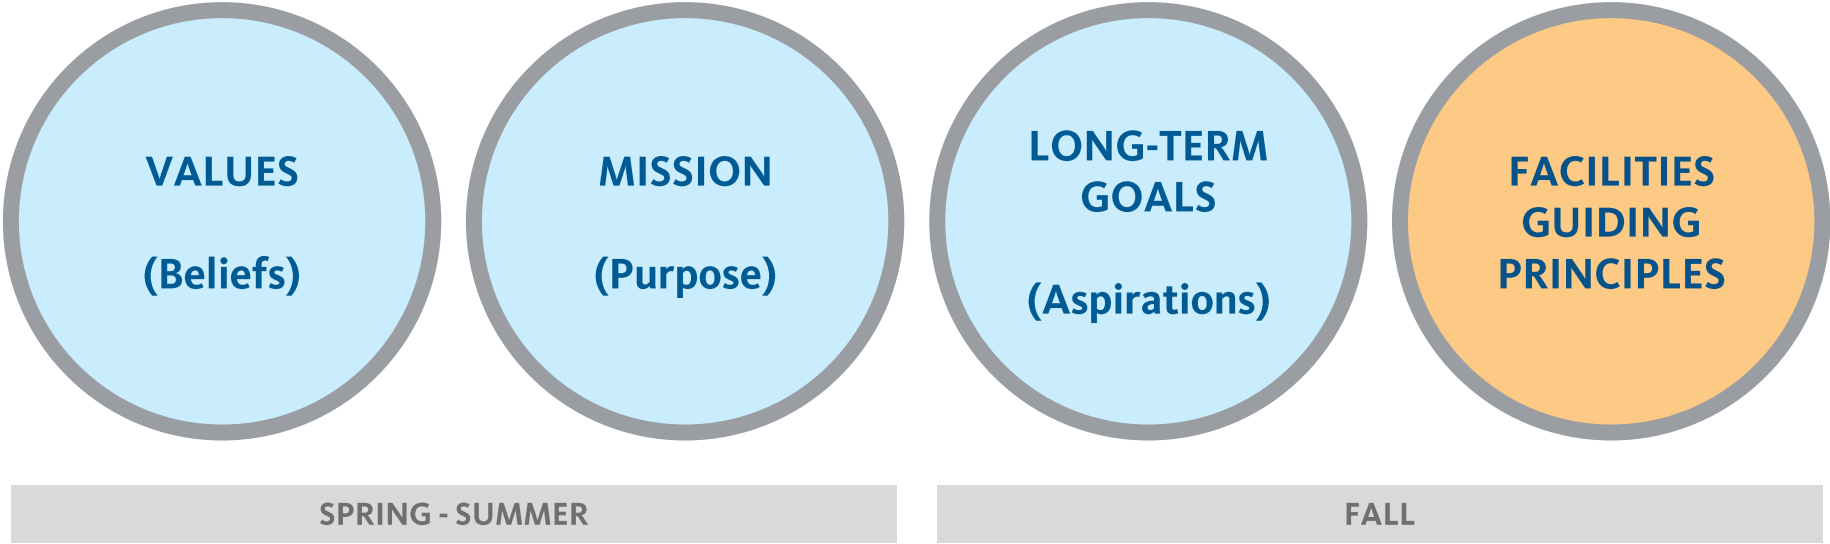 VALUES
(Beliefs)
MISSION
(Purpose)
LONG-TERM
GOALS
(Aspirations)
FACILITIES
GUIDING
PRINCIPLES
SPRING - SUMMER
FALL